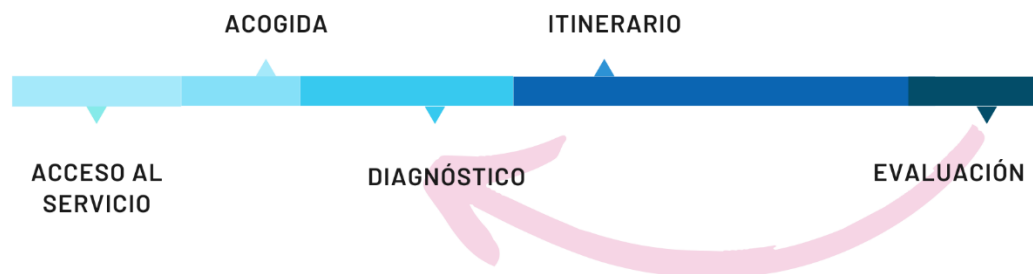 ACOGIDA
ITINERARIO
ACCESO AL
SERVICIO
DIAGNÓSTICO
EVALUACIÓN